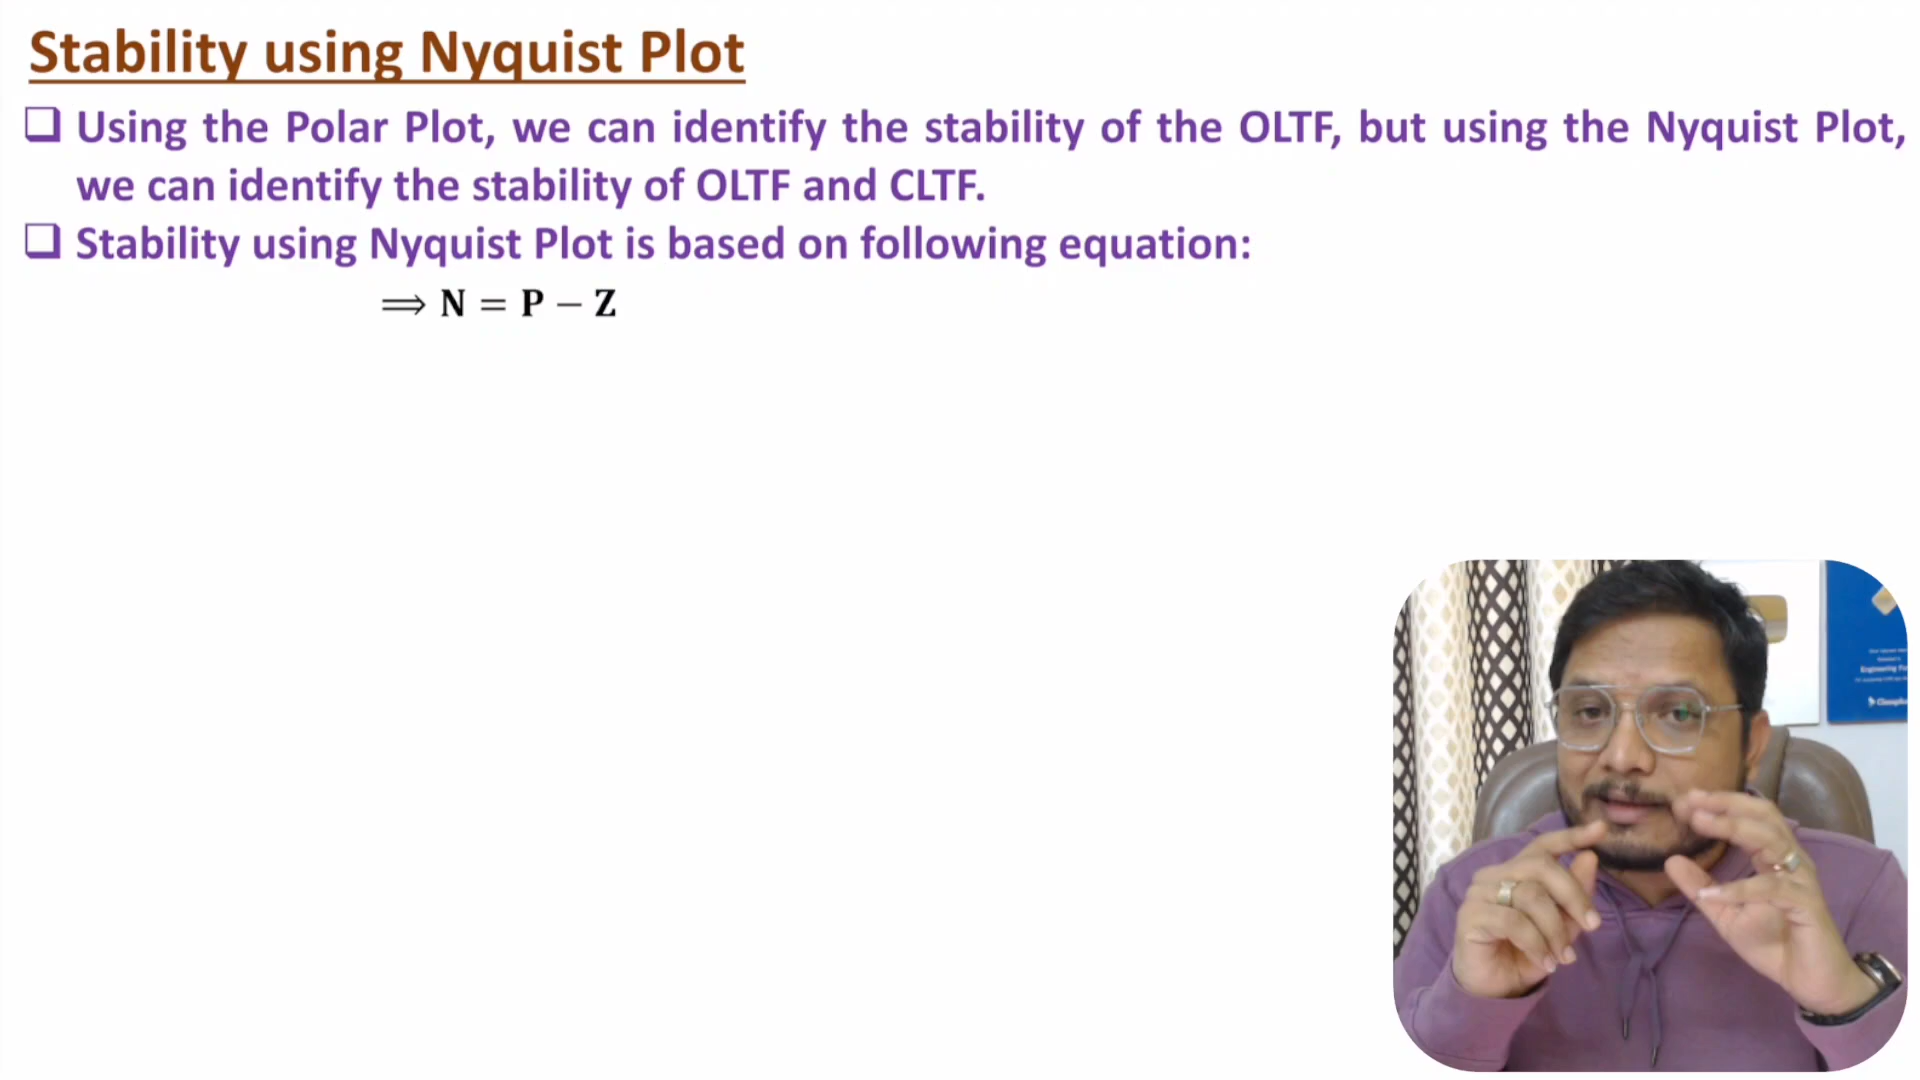 Stability using Nyquist Plot
❑ Using the Polar Plot, we can identify the stability of the OLTF, but using the Nyquist Plot,
we can identify the stability of OLTF and CLTF.
❑ Stability using Nyquist Plot is based on following equation:
⟹ N = P − Z
Engineering